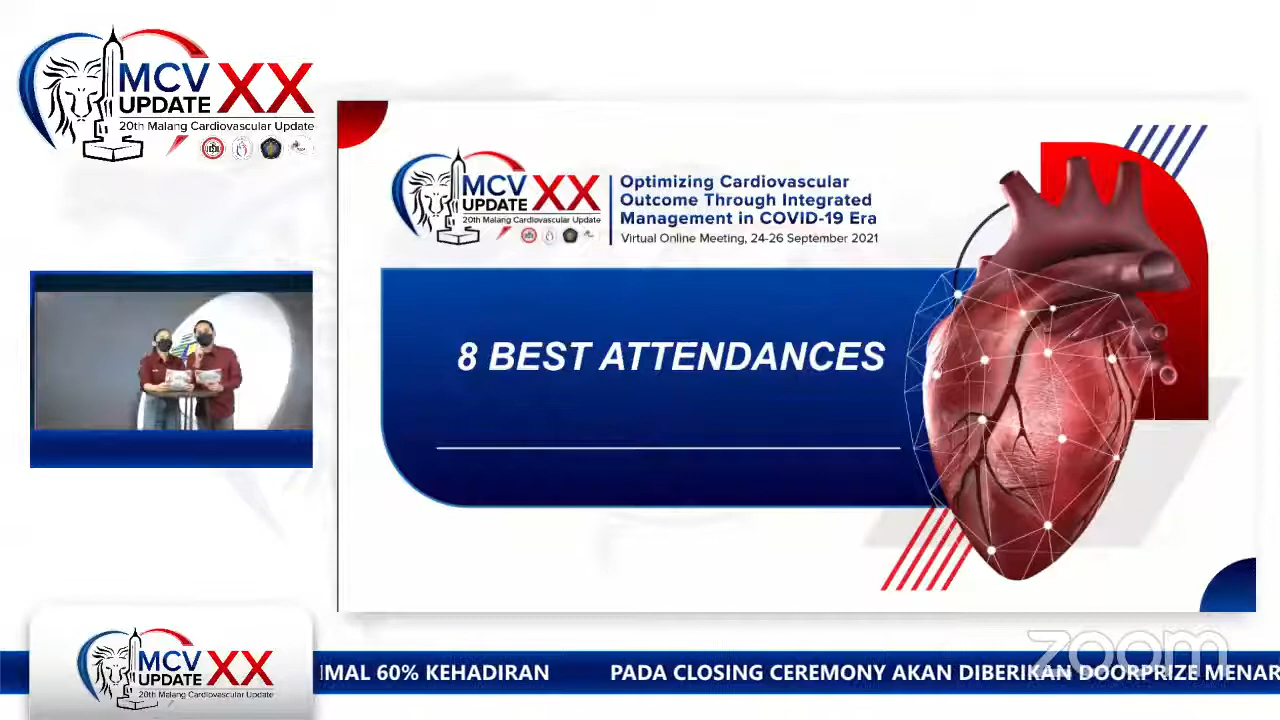 MCV XX
UPDATE
20th Malang Cardiovascular Update
MCV XX
UPDATE
20th Malang Cardiovascular Update
Optimizing Cardiovascular
Outcome Through Integrated
Management in COVID-19 Era
Virtual Online Meeting, 24-26 September 2021
8 BEST ATTENDANCES
zoom
MCV XX
UPDATE
20th Malang Cardiovascular Update
IMAL 60% KEHADIRAN PADA CLOSING CEREMONY AKAN DIBERIKAN DOORPRIZE MENAR